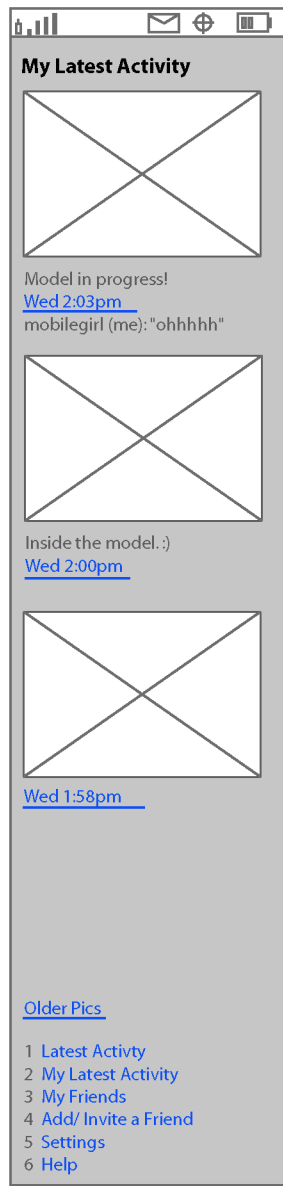 My Latest Activity
Model in progress!
Wed 2:03pm
mobilegirl (me): "ohhhhh"
Inside the model. :)
Wed 2:00pm
Wed 1:58pm
Older Pics
1 Latest Activty
2 My Latest Activity
3 My Friends
4 Add/ Invite a Friend
5 Settings
6 Help